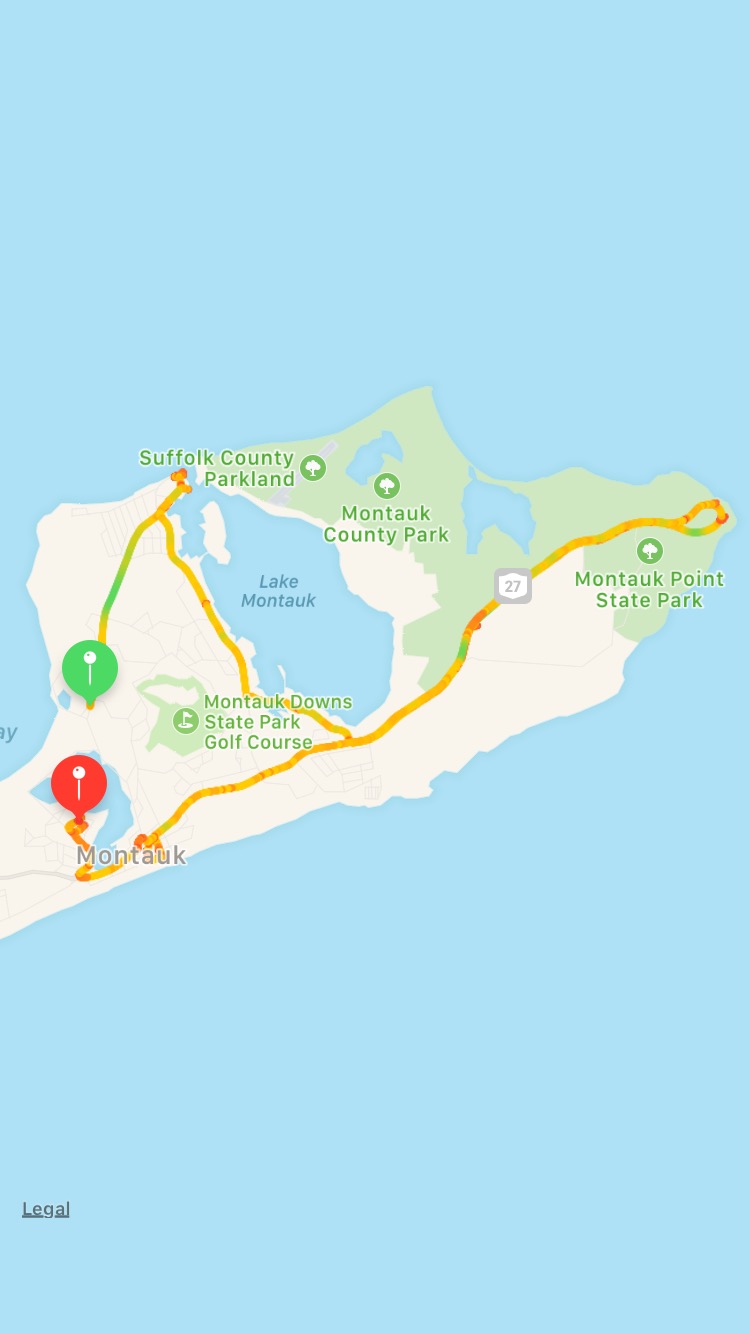 Suffolk County
Parkland
Montauk
County Park
Lake
Montauk
27
Montauk Point
State Park
Montauk Downs
State Park
Golf Course
ay
Montauk
Legal